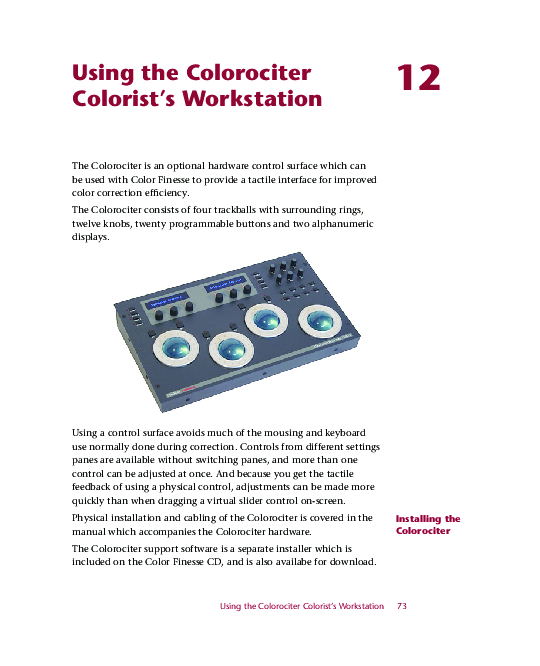 Using the Colorociter
Colorist's Workstation
12
The Colorociter is an optional hardware control surface which can
be used with Color Finesse to provide a tactile interface for improved
color correction efficiency.
The Colorociter consists of four trackballs with surrounding rings,
twelve knobs, twenty programmable buttons and two alphanumeric
displays.
Using a control surface avoids much of the mousing and keyboard
use normally done during correction. Controls from different settings
panes are available without switching panes, and more than one
control can be adjusted at once. And because you get the tactile
feedback of using a physical control, adjustments can be made more
quickly than when dragging a virtual slider control on-screen.
Physical installation and cabling of the Colorociter is covered in the
manual which accompanies the Colorociter hardware.
Installing the
Colorociter
The Colorociter support software is a separate installer which is
included on the Color Finesse CD, and is also availabe for download.
Using the Colorociter Colorist's Workstation 73